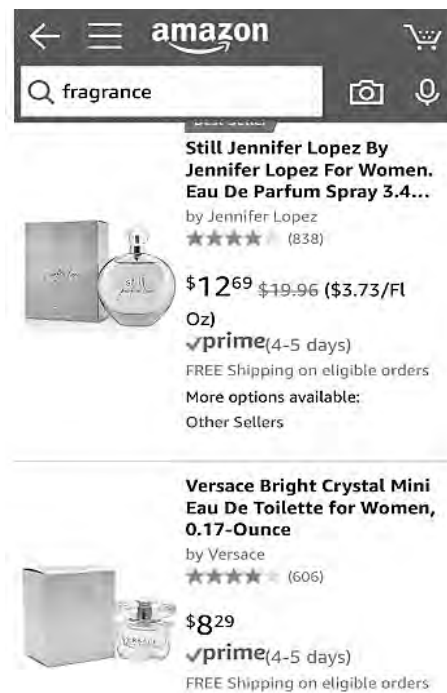 amazon
fragrance
Best Seller
Still Jennifer Lopez By
Jennifer Lopez For Women.
Eau De Parfum Spray 3.4...
by Jennifer Lopez
(838)
$12 69 $19.96 ($3.73/Fl
Oz)
prime (4-5 days)
FREE Shipping on eligible orders
More options available:
Other Sellers
Versace Bright Crystal Mini
Eau De Toilette for Women,
0.17-Ounce
by Versace
(606)
$8 29
VERSACE
prime (4-5 days)
FREE Shipping on eligible orders